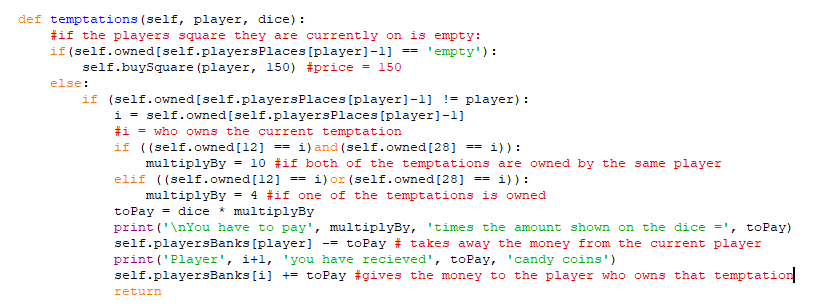 def temptations(self, player, dice):
    #if the players square they are currently on is empty:
    if(self.owned[self.playersPlaces[player]-1] == 'empty'):
        self.buySquare(player, 150) #price = 150
    else:
        if (self.owned[self.playersPlaces[player]-1] != player):
            i = self.owned[self.playersPlaces[player]-1]
            #i = who owns the current temptation
            if ((self.owned[12] == i)and(self.owned[28] == i)):
                multiplyBy = 10 #if both of the temptations are owned by the same player
            elif ((self.owned[12] == i)or(self.owned[28] == i)):
                multiplyBy = 4 #if one of the temptations is owned
            toPay = dice * multiplyBy
            print('\nYou have to pay', multiplyBy, 'times the amount shown on the dice =', toPay)
            self.playersBanks[player] -= toPay # takes away the money from the current player
            print('Player', i+1, 'you have recieved', toPay, 'candy coins')
            self.playersBanks[i] += toPay #gives the money to the player who owns that temptation
            return